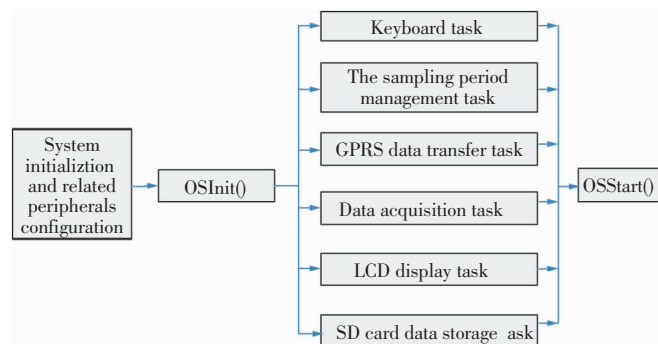 System
initializtion
and related
peripherals
configuration
OSInit()
Keyboard task
The sampling period
management task
GPRS data transfer task
Data acquisition task
LCD display task
SD card data storage ask
OSStart()